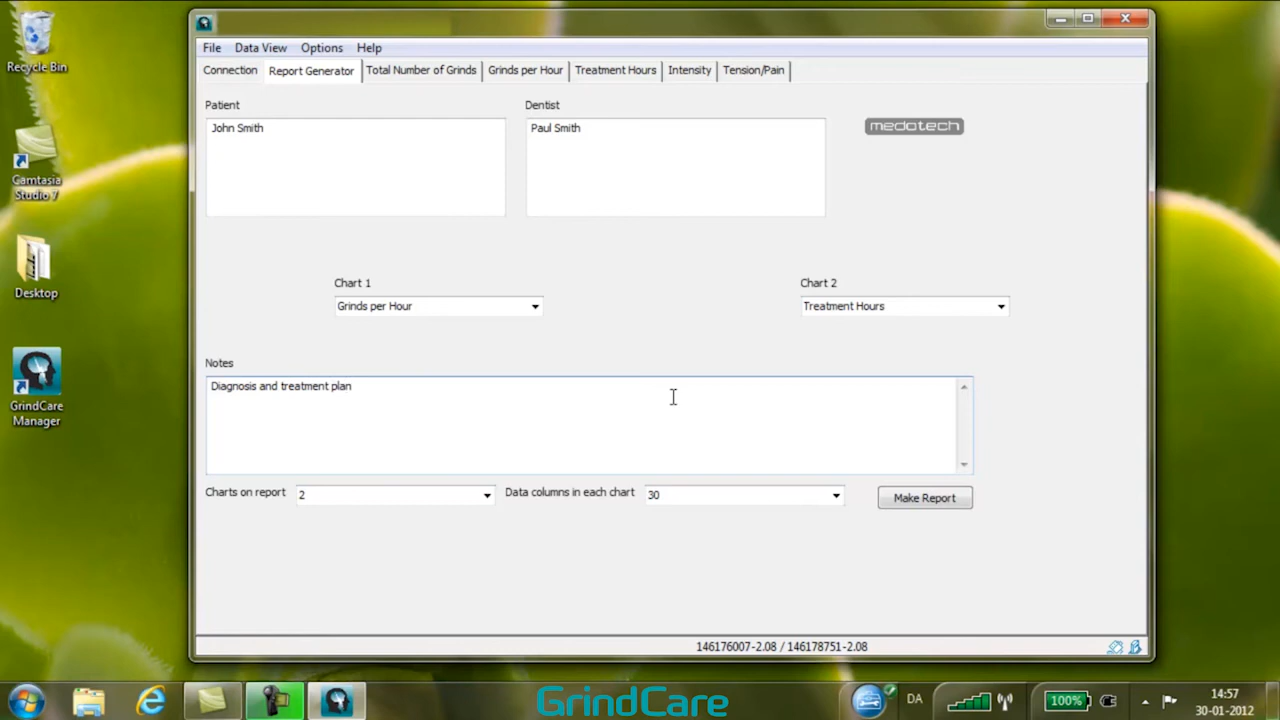 Recycle Bin
Camtasia
Studio 7
Desktop
GrindCare
Manager
File Data View Options Help
Connection Report Generator Total Number of Grinds Grinds per Hour Treatment Hours Intensity Tension/Pain
Patient Dentist
John Smith Paul Smith
medotech
Chart 1 Chart 2
Grinds per Hour Treatment Hours
Notes
Diagnosis and treatment plan
Charts on report 2 Data columns in each chart 30 Make Report
146176007-2.08 / 146178751-2.08
GrindCare
DA
100%
14:57
30-01-2012